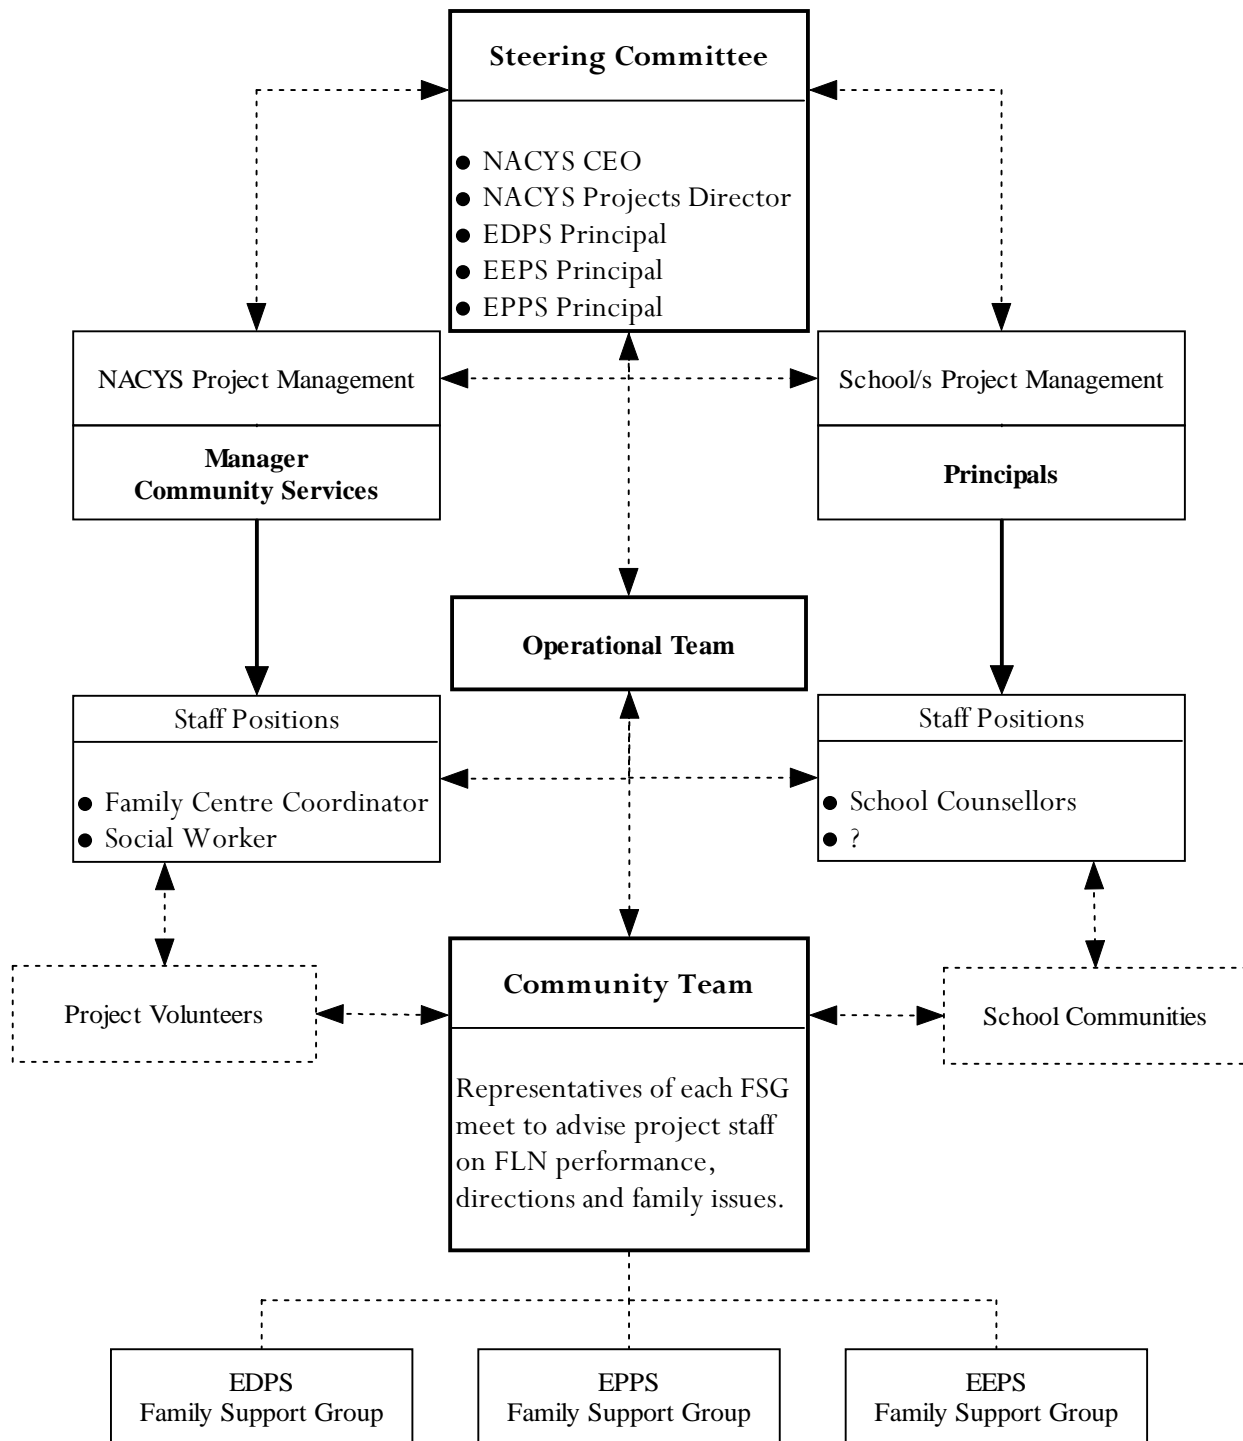 Steering Committee
● NACYS CEO
● NACYS Projects Director
● EDPS Principal
● EEPS Principal
● EPPS Principal
NACYS Project Management
School/s Project Management
Manager
Community Services
Principals
Operational Team
Staff Positions
● Family Centre Coordinator
● Social Worker
Staff Positions
● School Counsellors
● ?
Project Volunteers
Community Team
School Communities
Representatives of each FSG
meet to advise project staff
on FLN performance,
directions and family issues.
EDPS
Family Support Group
EPPS
Family Support Group
EEPS
Family Support Group